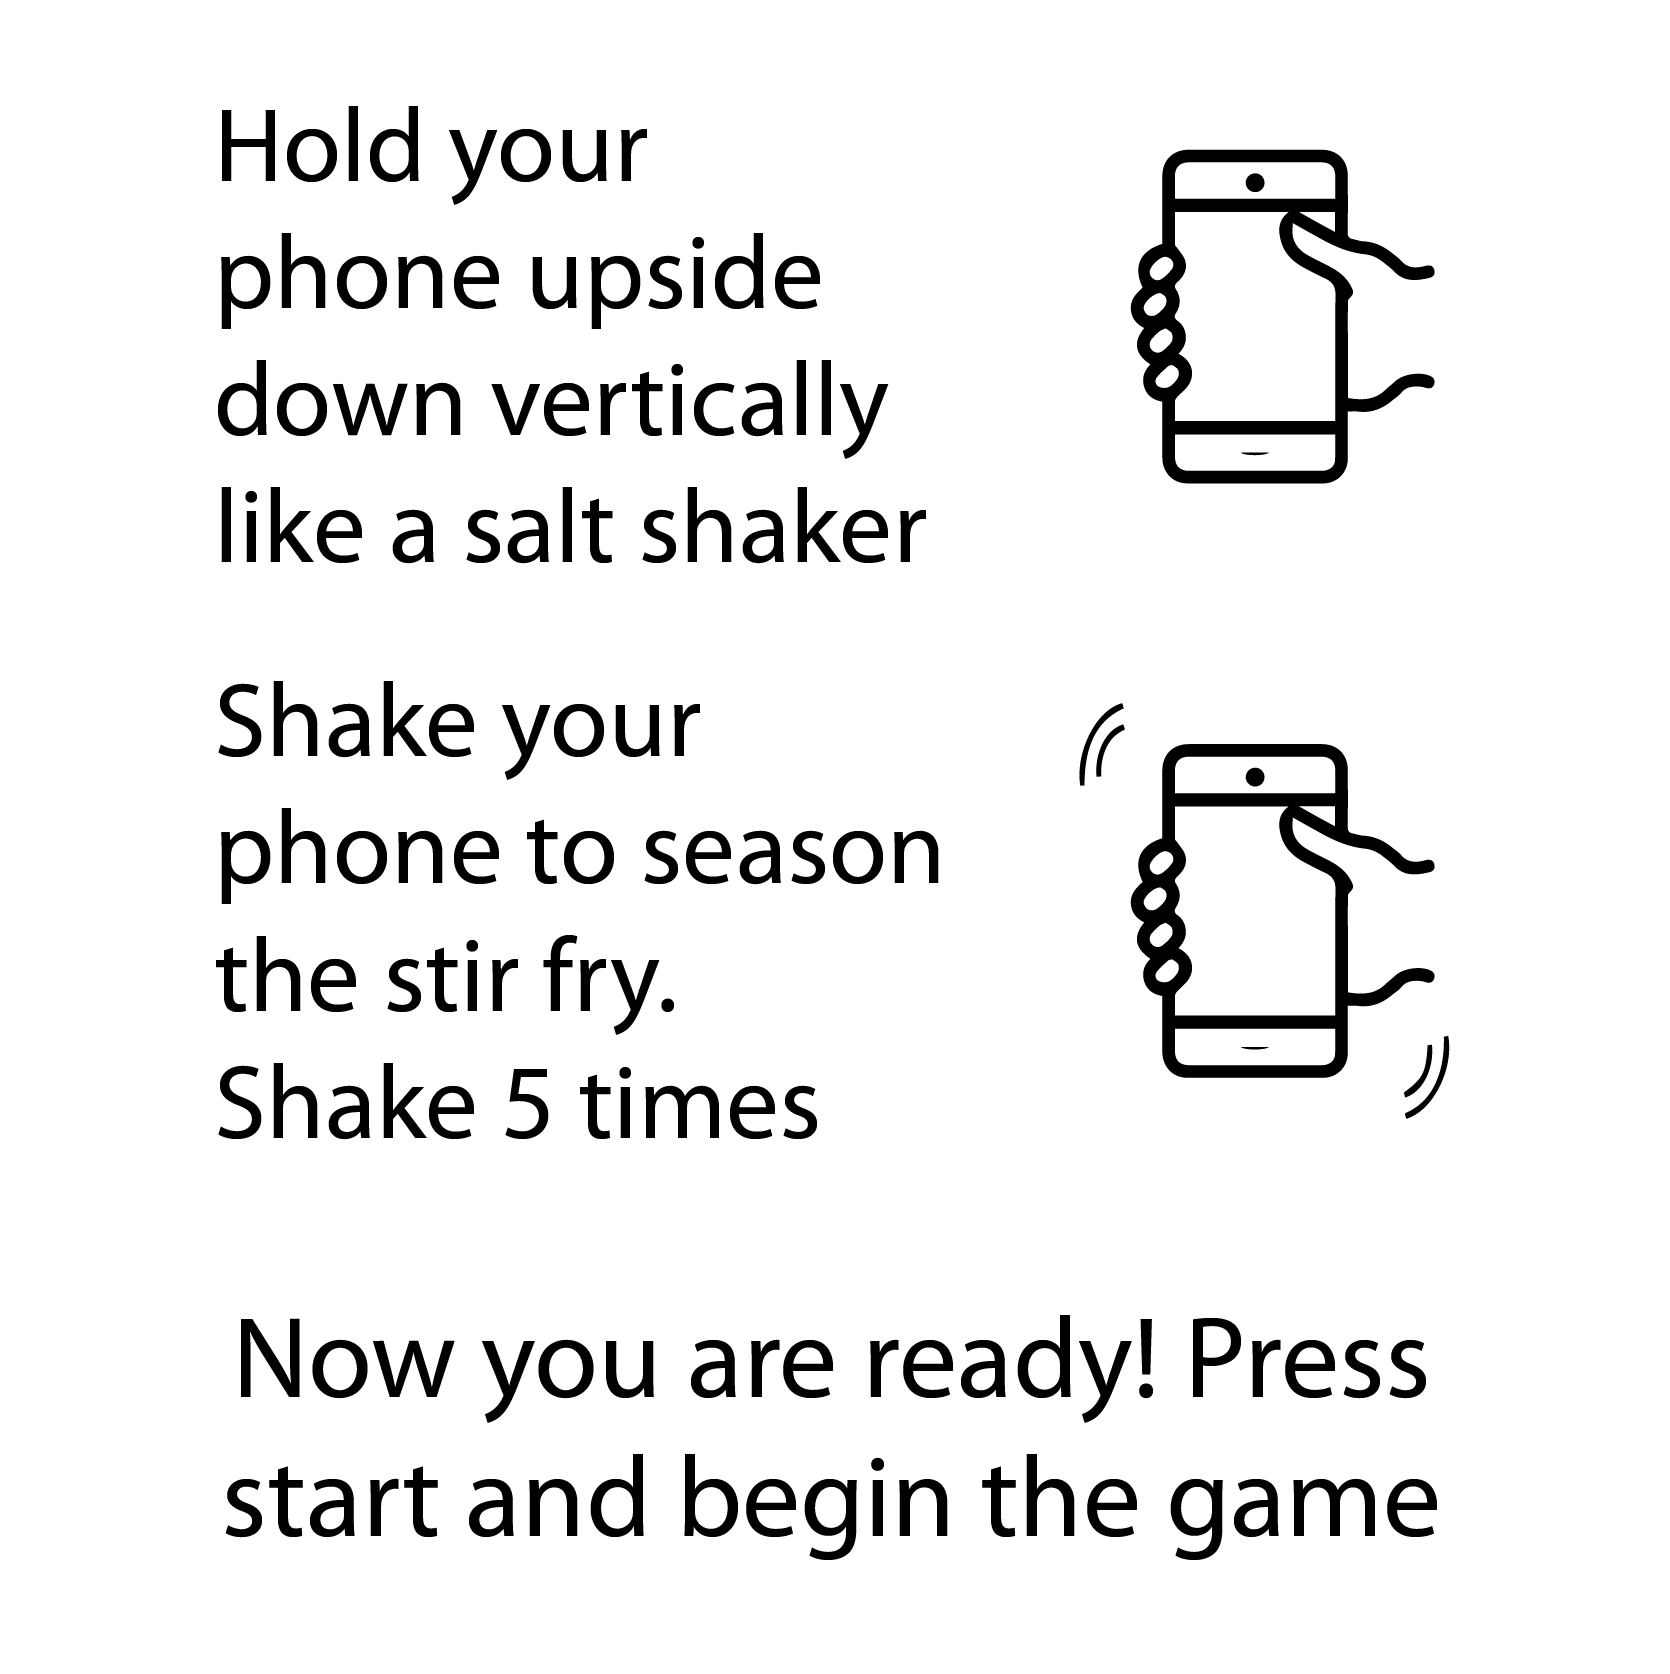 Hold your
phone upside
down vertically
like a salt shaker
Shake your
phone to season
the stir fry.
Shake 5 times
Now you are ready! Press
start and begin the game